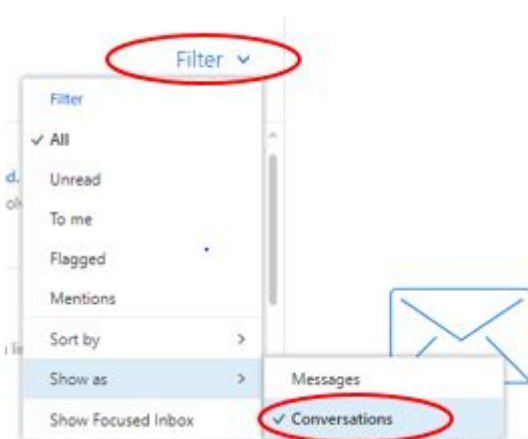 Filter
Filter
All
Unread
To me
Flagged
Mentions
Sort by
Show as
Messages
Show Focused Inbox
Conversations